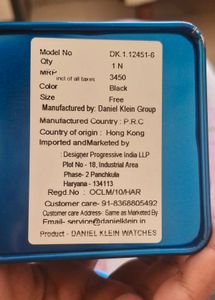 Model No DK.1.12451-6
Qty 1 N
MRP incl of all taxes 3450
Color Black
Size Free
Manufactured by: Daniel Klein Group
Manufactured Country : P.R.C
Country of origin : Hong Kong
Imported andMarketed by
: Designer Progressive India LLP
Plot No - 18, Industrial Area
Phase- 2 Panchkula
Haryana - 134113
Regd.No : OCLM/10/HAR
Customer care- 91-8368805492
Customer care Address- Same as Marketed By
Email- service@danielklein.in
Product - DANIEL KLEIN WATCHES